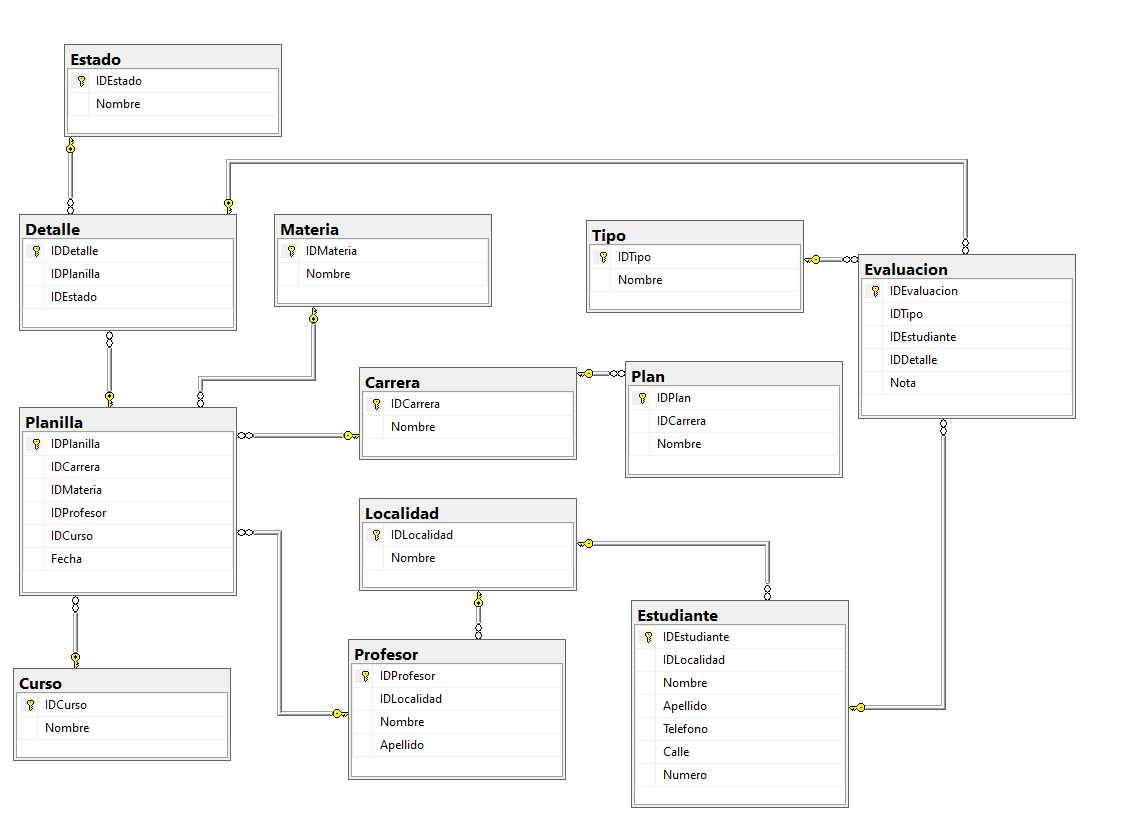 Estado
IDEstado
Nombre
Detalle
IDDetalle
IDPlanilla
IDEstado
Materia
IDMateria
Nombre
Tipo
IDTipo
Nombre
Evaluacion
IDEvaluacion
IDTipo
IDEstudiante
IDDetalle
Nota
Carrera
IDCarrera
Nombre
Plan
IDPlan
IDCarrera
Nombre
Planilla
IDPlanilla
IDCarrera
IDMateria
IDProfesor
IDCurso
Fecha
Localidad
IDLocalidad
Nombre
Estudiante
IDEstudiante
IDLocalidad
Nombre
Apellido
Telefono
Calle
Numero
Profesor
IDProfesor
IDLocalidad
Nombre
Apellido
Curso
IDCurso
Nombre